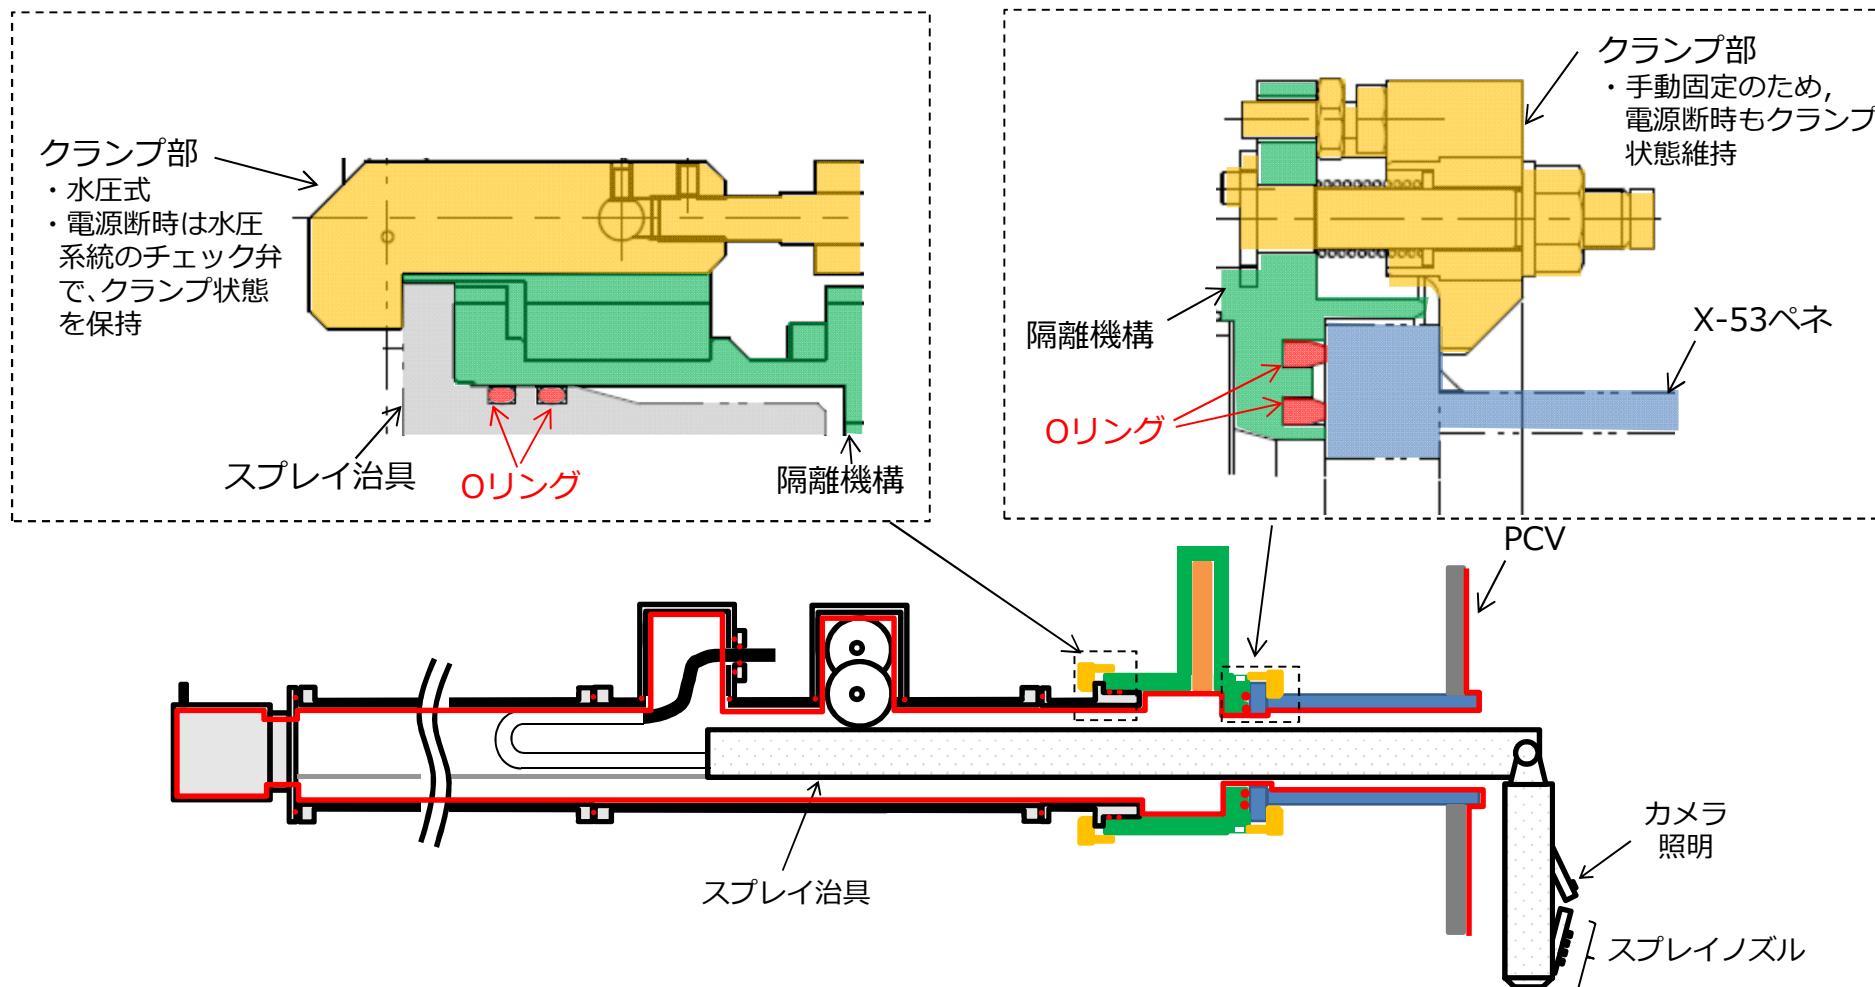 クランプ部
・水圧式
・電源断時は水圧
系統のチェック弁
で、クランプ状態
を保持
スプレイ治具
Oリング
隔離機構
クランプ部
・手動固定のため,
電源断時もクランプ
状態維持
隔離機構
X-53ペネ
Oリング
PCV
スプレイ治具
カメラ
照明
スプレイノズル